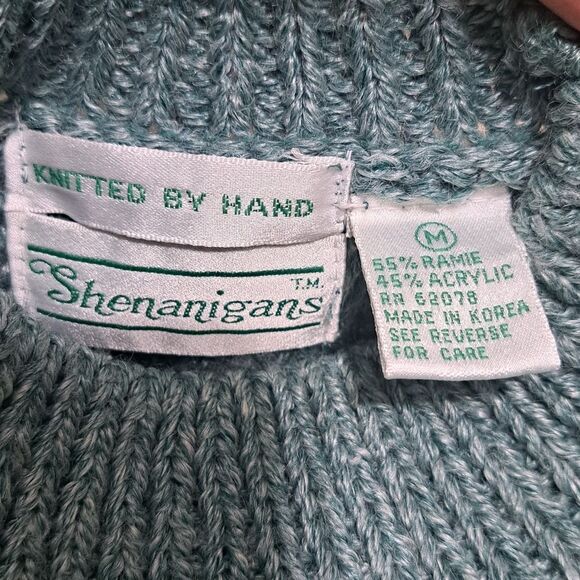 KNITTED BY HAND
T.M.
Shenanigans
M
55% RAMIE
45% ACRYLIC
RN 62078
MADE IN KOREA
SEE REVERSE
FOR CARE